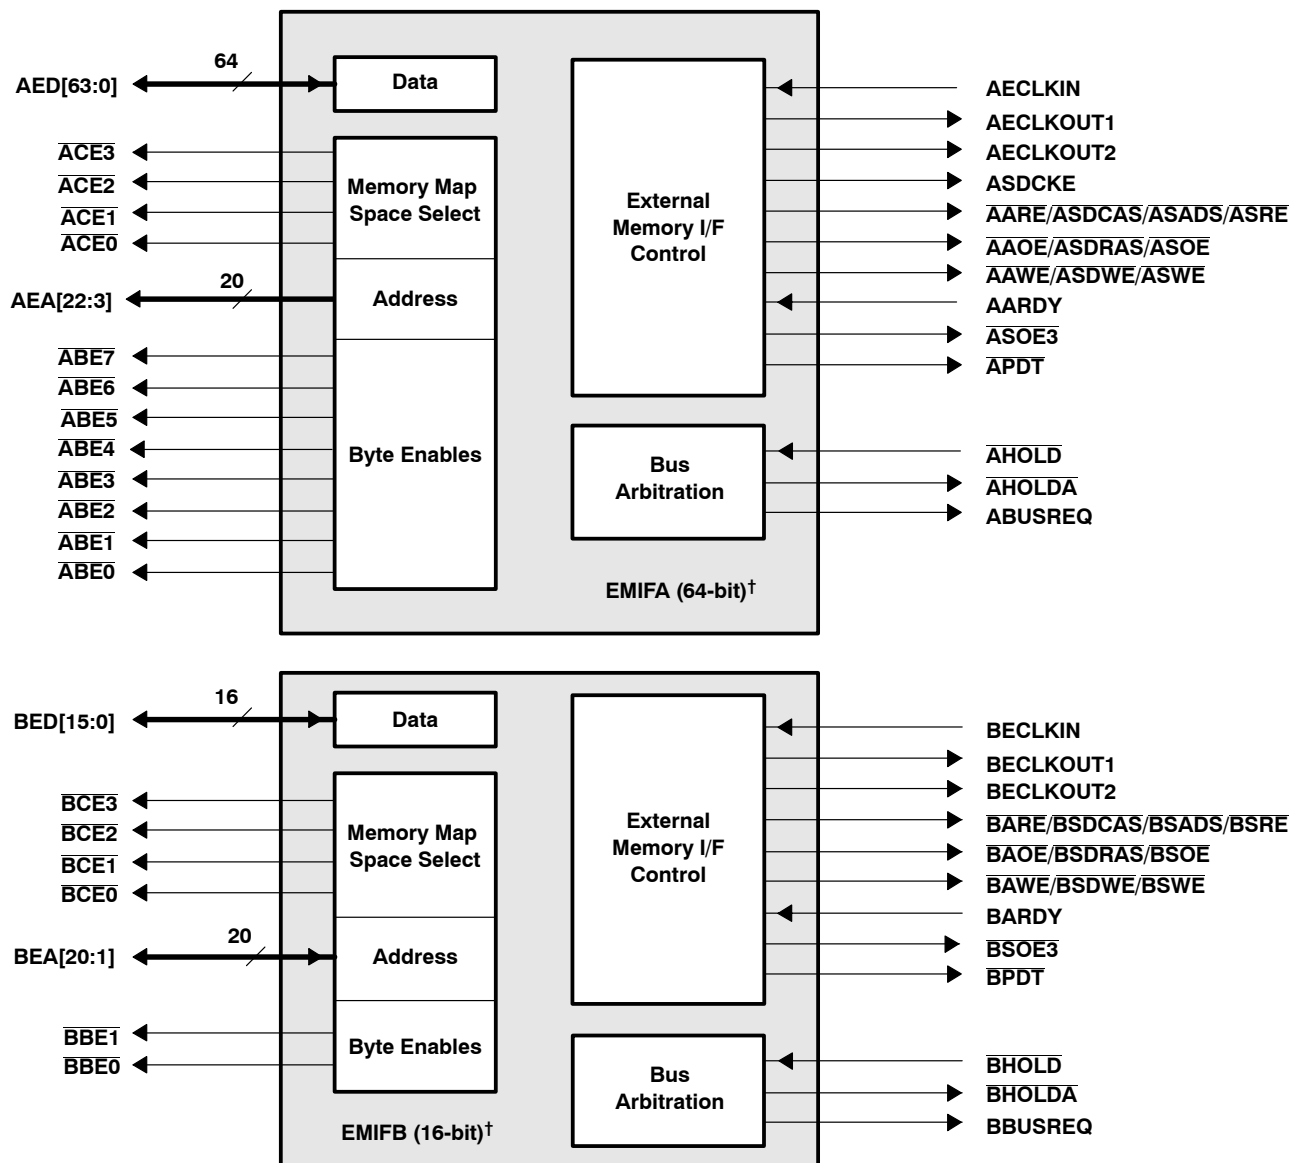 64
AED[63:0]
Data
ACE3
ACE2
ACE1
ACE0
Memory Map
Space Select
20
AEA[22:3]
Address
ABE7
ABE6
ABE5
ABE4
ABE3
ABE2
ABE1
ABE0
Byte Enables
External
Memory I/F
Control
AECLKIN
AECLKOUT1
AECLKOUT2
ASDCKE
AARE/ASDCAS/ASADS/ASRE
AAOE/ASDRAS/ASOE
AAWE/ASDWE/ASWE
AARDY
ASOE3
APDT
Bus
Arbitration
AHOLD
AHOLDA
ABUSREQ
EMIFA (64-bit)†
16
BED[15:0]
Data
BCE3
BCE2
BCE1
BCE0
Memory Map
Space Select
20
BEA[20:1]
Address
BBE1
BBE0
Byte Enables
External
Memory I/F
Control
BECLKIN
BECLKOUT1
BECLKOUT2
BARE/BSDCAS/BSADS/BSRE
BAOE/BSDRAS/BSOE
BAWE/BSDWE/BSWE
BARDY
BSOE3
BPDT
Bus
Arbitration
BHOLD
BHOLDA
BBUSREQ
EMIFB (16-bit)†